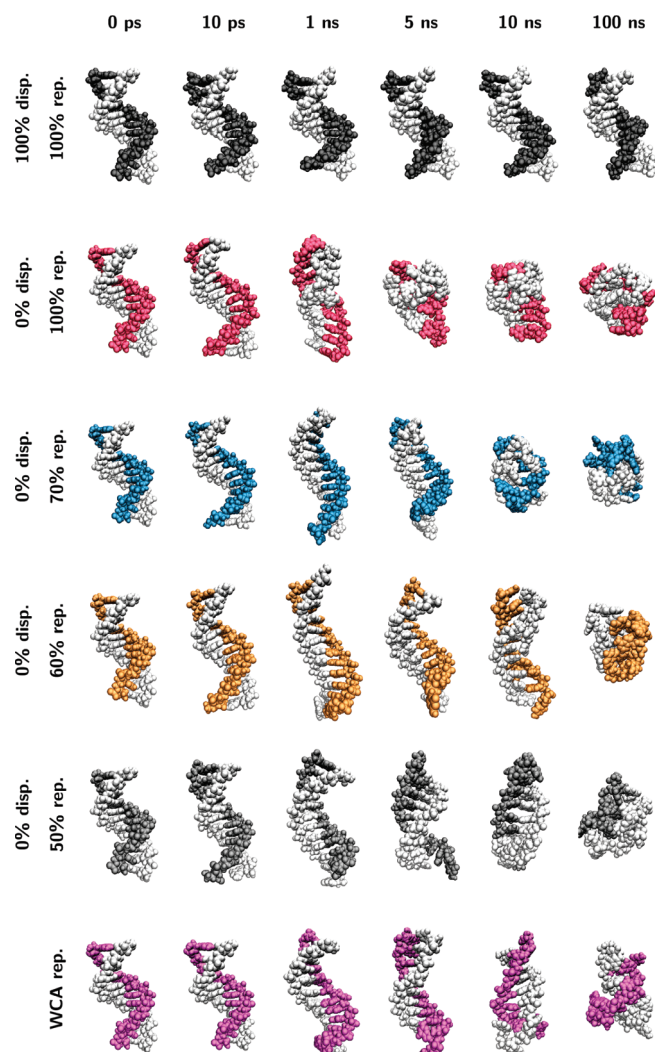 0 ps 10 ps 1 ns 5 ns 10 ns 100 ns
100% disp.
100% rep.
0% disp.
100% rep.
0% disp.
70% rep.
0% disp.
60% rep.
0% disp.
50% rep.
WCA rep.